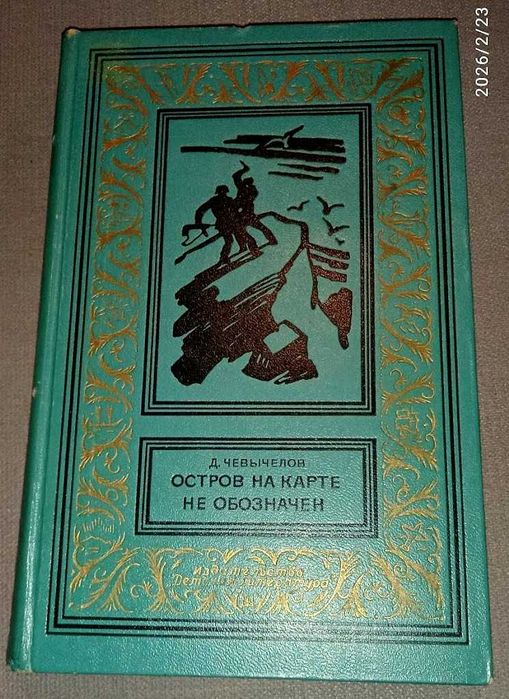 2026/2/23
Д. ЧЕВЫЧЕЛОВ
ОСТРОВ НА КАРТЕ
НЕ ОБОЗНАЧЕН
издательство
Детская литература